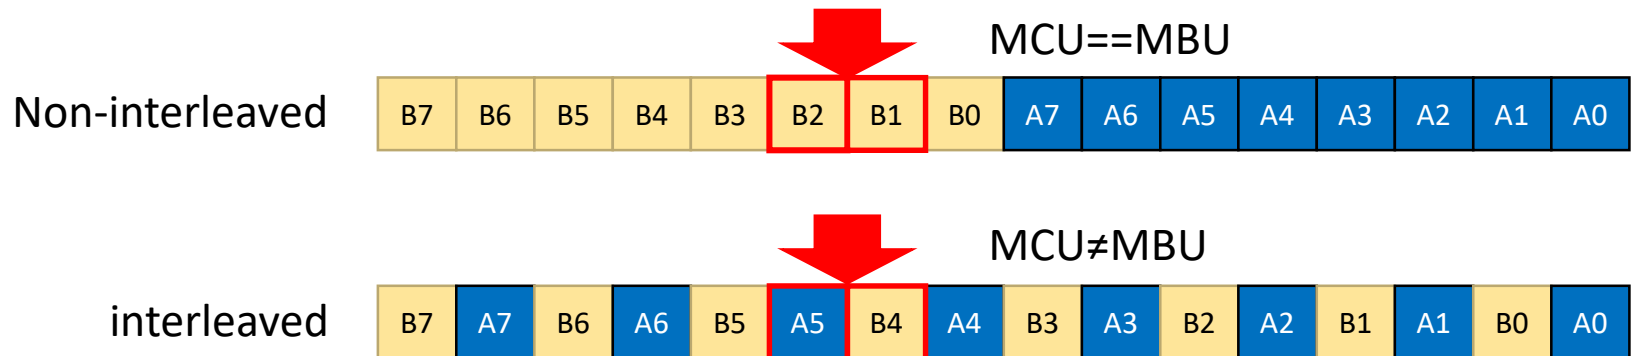 MCU==MBU
Non-interleaved B7 B6 B5 B4 B3 B2 B1 B0 A7 A6 A5 A4 A3 A2 A1 A0
MCU≠MBU
interleaved B7 A7 B6 A6 B5 A5 B4 A4 B3 A3 B2 A2 B1 A1 B0 A0